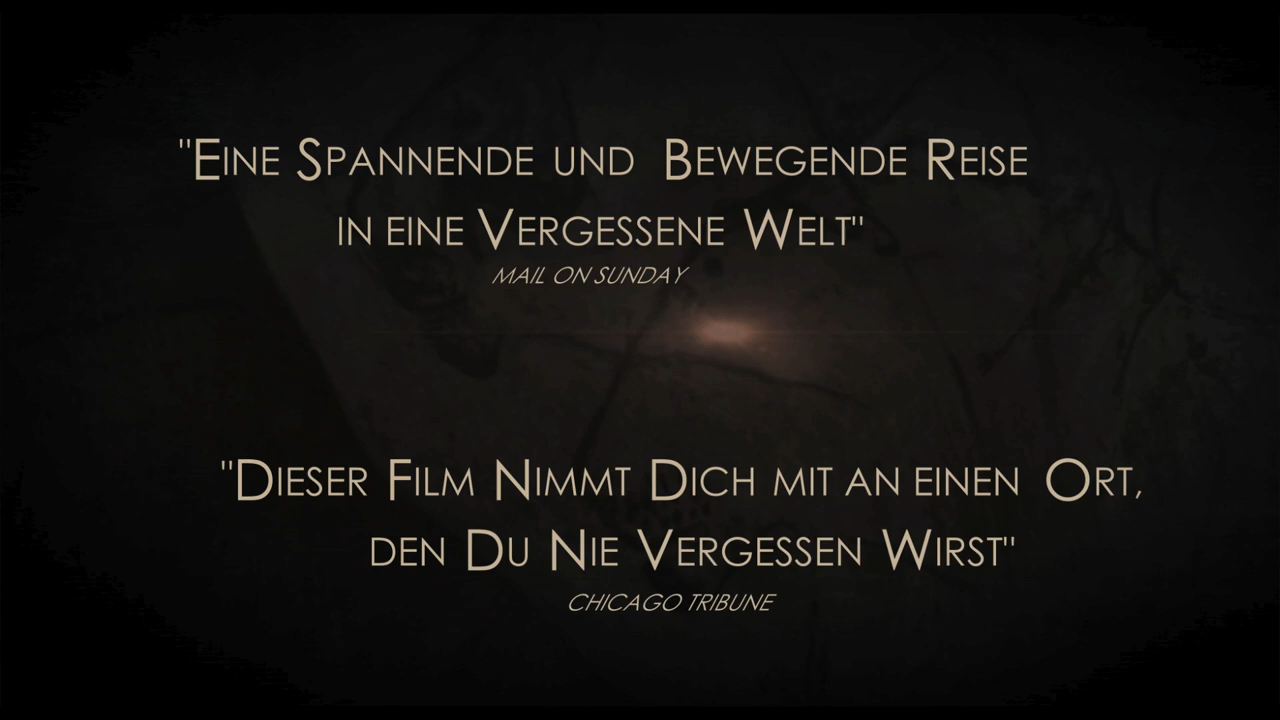 "Eine Spannende und Bewegende Reise
in eine Vergessene Welt"
MAIL ON SUNDAY
"Dieser Film Nimmt Dich mit an einen Ort,
den Du Nie Vergessen Wirst"
CHICAGO TRIBUNE